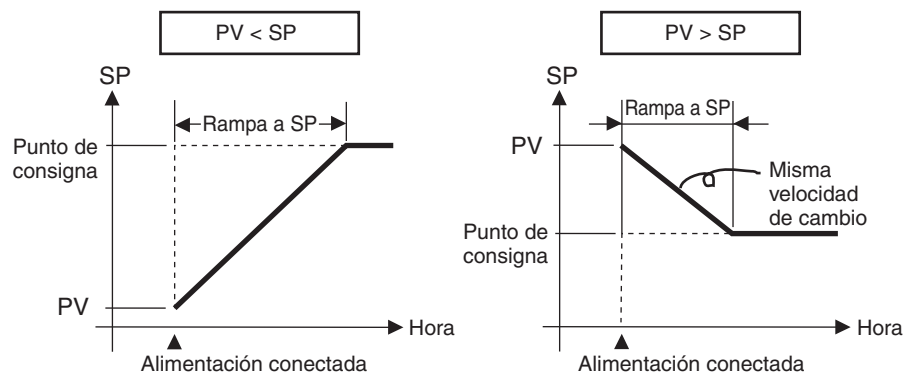 PV < SP
SP
Rampa a SP
Punto de
consigna
PV
Hora
Alimentación conectada
PV > SP
SP
Rampa a SP
PV
Misma
velocidad
de cambio
Punto de
consigna
Hora
Alimentación conectada